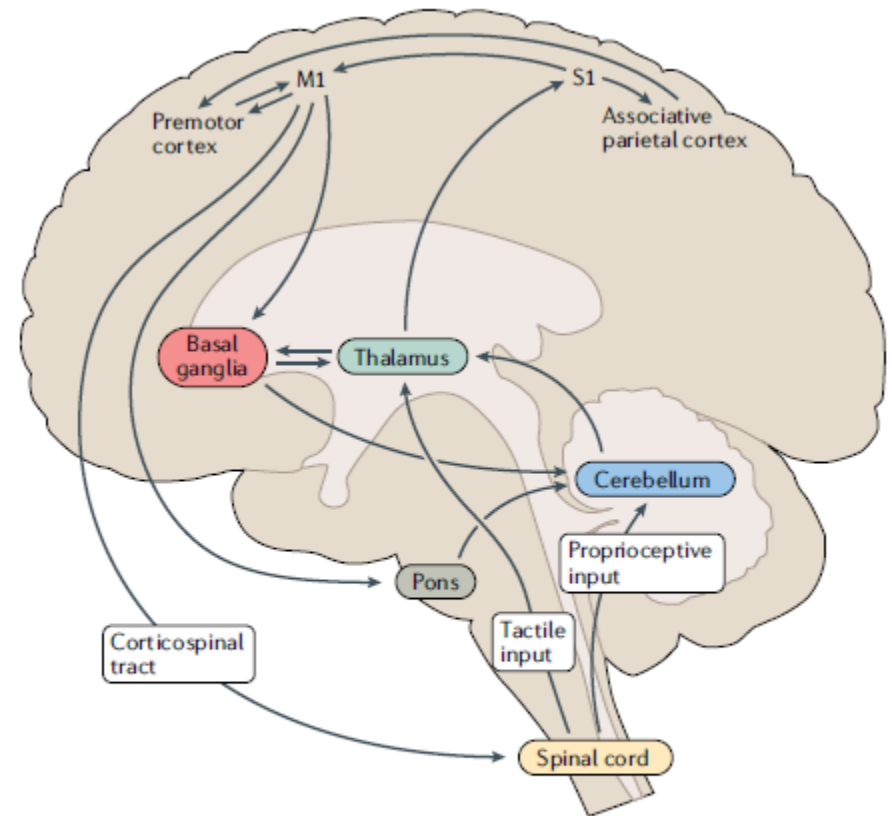 M1
S1
Premotor
cortex
Associative
parietal cortex
Basal
ganglia
Thalamus
Cerebellum
Proprioceptive
input
Pons
Tactile
input
Corticospinal
tract
Spinal cord